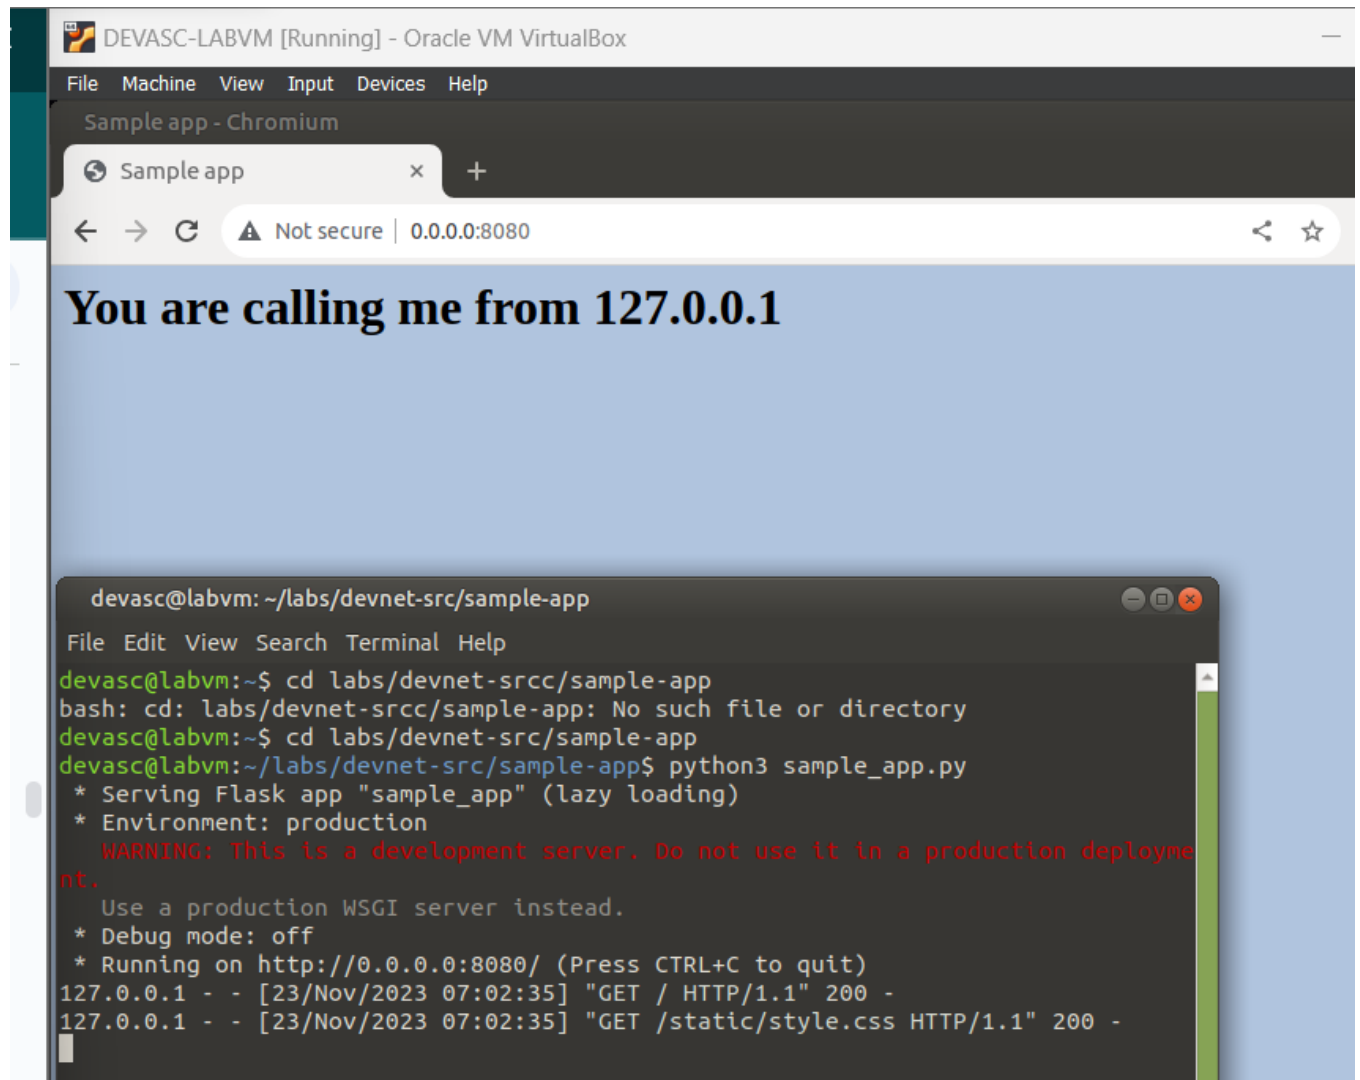 DEVASC-LABVM [Running] - Oracle VM VirtualBox
File Machine View Input Devices Help
Sample app - Chromium
Sample app × +
Not secure | 0.0.0.0:8080
You are calling me from 127.0.0.1
devasc@labvm: ~/labs/devnet-src/sample-app
File Edit View Search Terminal Help
devasc@labvm:~$ cd labs/devnet-srcc/sample-app
bash: cd: labs/devnet-srcc/sample-app: No such file or directory
devasc@labvm:~$ cd labs/devnet-src/sample-app
devasc@labvm:~/labs/devnet-src/sample-app$ python3 sample_app.py
* Serving Flask app "sample_app" (lazy loading)
* Environment: production
WARNING: This is a development server. Do not use it in a production deployme
nt.
Use a production WSGI server instead.
* Debug mode: off
* Running on http://0.0.0.0:8080/ (Press CTRL+C to quit)
127.0.0.1 - - [23/Nov/2023 07:02:35] "GET / HTTP/1.1" 200 -
127.0.0.1 - - [23/Nov/2023 07:02:35] "GET /static/style.css HTTP/1.1" 200 -